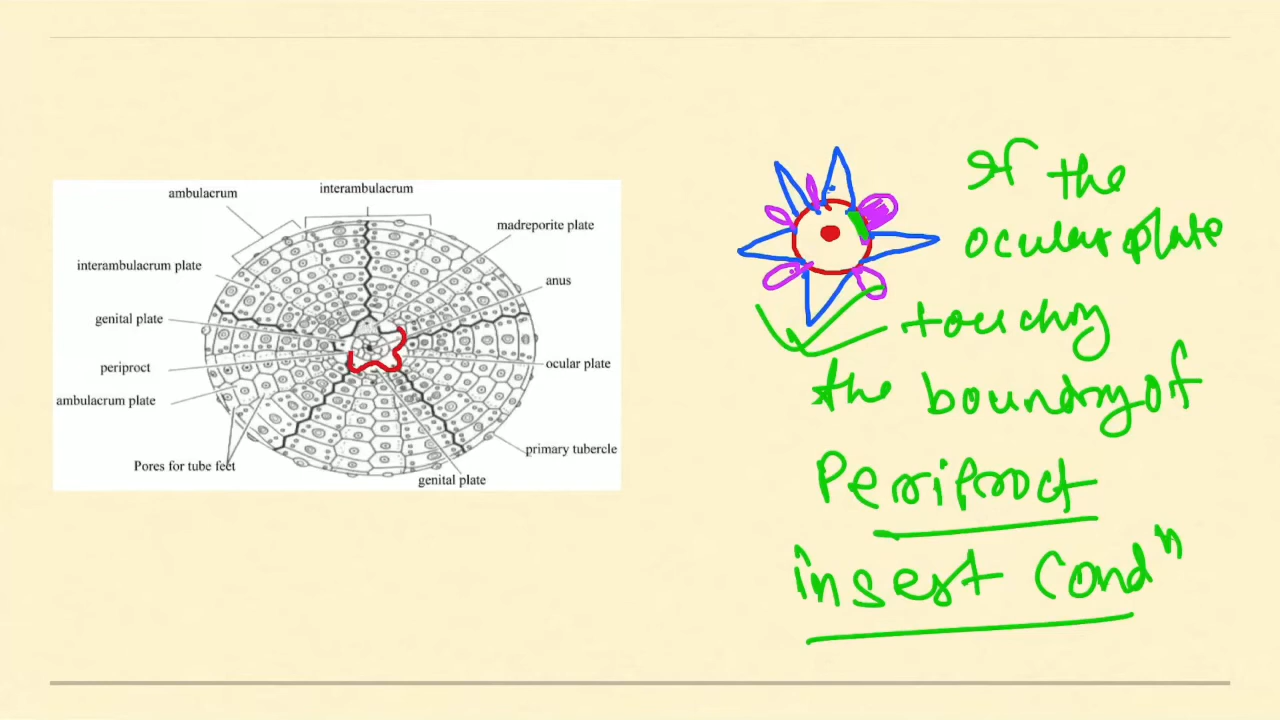 ambulacrum
interambulacrum
madreporite plate
interambulacrum plate
anus
genital plate
periproct
ocular plate
ambulacrum plate
primary tubercle
Pores for tube feet
genital plate
If the
ocular plate
touching
the boundry of
Periproct
insert Condⁿ